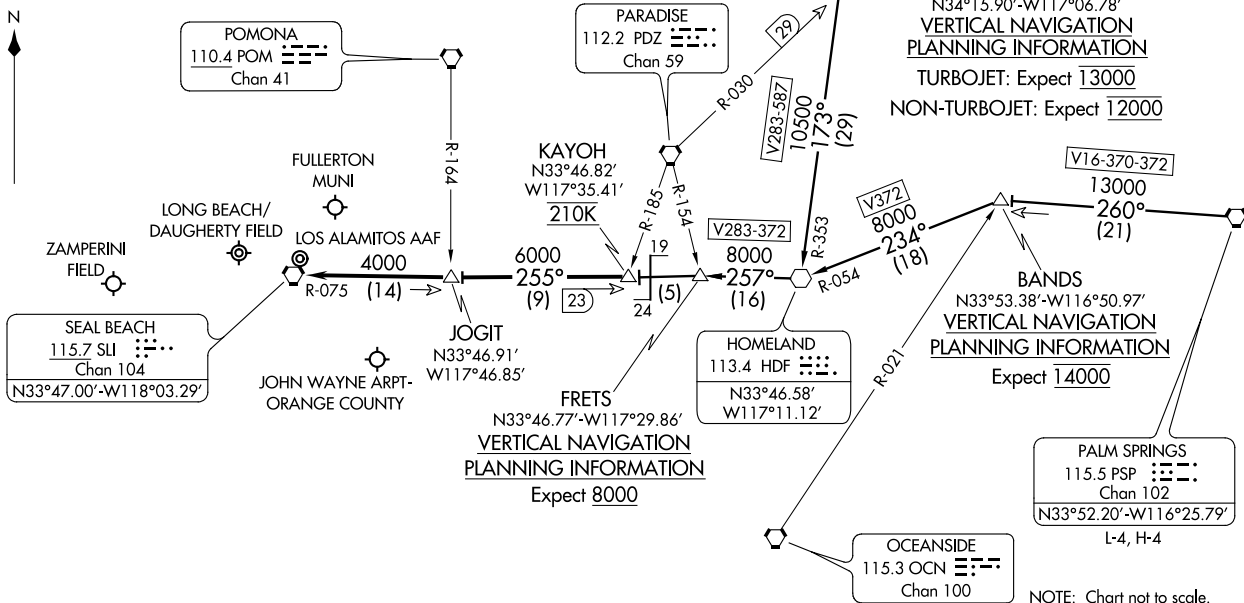 N
POMONA
110.4 POM
Chan 41
PARADISE
112.2 PDZ
Chan 59
29
R-030
V283-587
10500
173°
(29)
N34°15.90'-W117°06.78'
VERTICAL NAVIGATION
PLANNING INFORMATION
TURBOJET: Expect 13000
NON-TURBOJET: Expect 12000
R-164
FULLERTON
MUNI
KAYOH
N33°46.82'
W117°35.41'
210K
R-185
R-154
R-353
V16-370-372
13000
260°
(21)
V372
8000
234°
(18)
R-054
LONG BEACH/
DAUGHERTY FIELD
ZAMPERINI
FIELD
LOS ALAMITOS AAF
4000
(14)
R-075
6000
255°
(9)
23
19
24
(5)
V283-372
8000
257°
(16)
SEAL BEACH
115.7 SLI
Chan 104
N33°47.00'-W118°03.29'
JOGIT
N33°46.91'
W117°46.85'
JOHN WAYNE ARPT-
ORANGE COUNTY
FRETS
N33°46.77'-W117°29.86'
VERTICAL NAVIGATION
PLANNING INFORMATION
Expect 8000
HOMELAND
113.4 HDF
N33°46.58'
W117°11.12'
R-021
BANDS
N33°53.38'-W116°50.97'
VERTICAL NAVIGATION
PLANNING INFORMATION
Expect 14000
PALM SPRINGS
115.5 PSP
Chan 102
N33°52.20'-W116°25.79'
L-4, H-4
OCEANSIDE
115.3 OCN
Chan 100
NOTE: Chart not to scale.